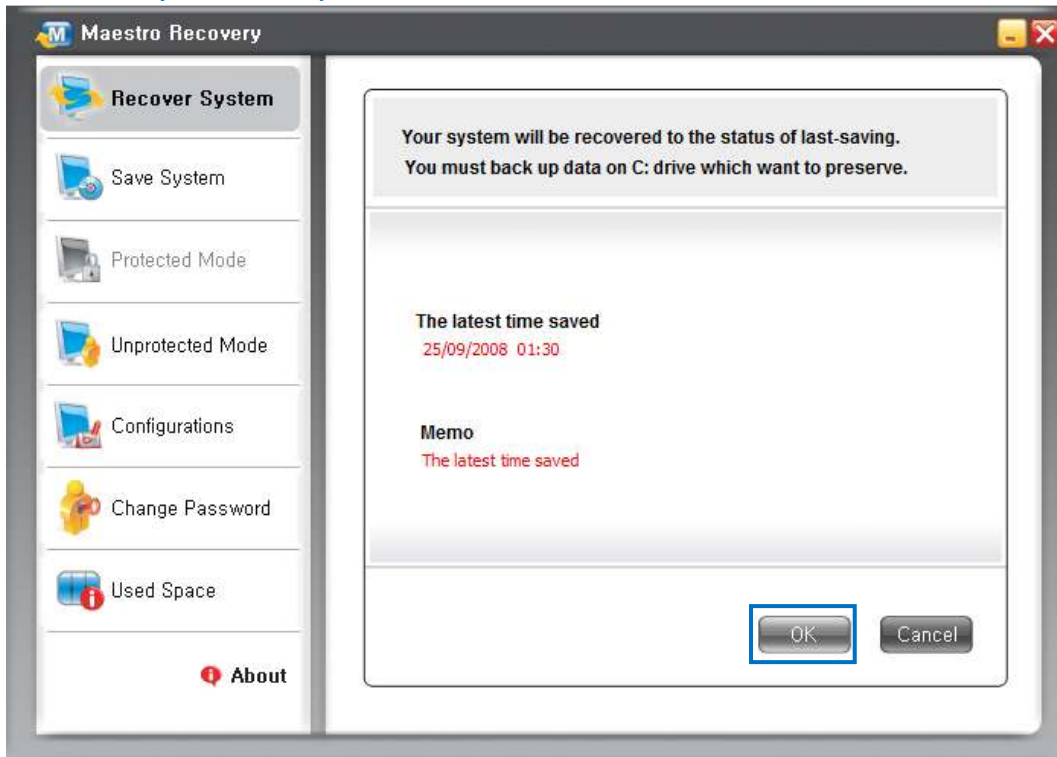 Maestro Recovery
Recover System
Save System
Protected Mode
Unprotected Mode
Configurations
Change Password
Used Space
About
Your system will be recovered to the status of last-saving.
You must back up data on C: drive which want to preserve.
The latest time saved
25/09/2008 01:30
Memo
The latest time saved
OK
Cancel